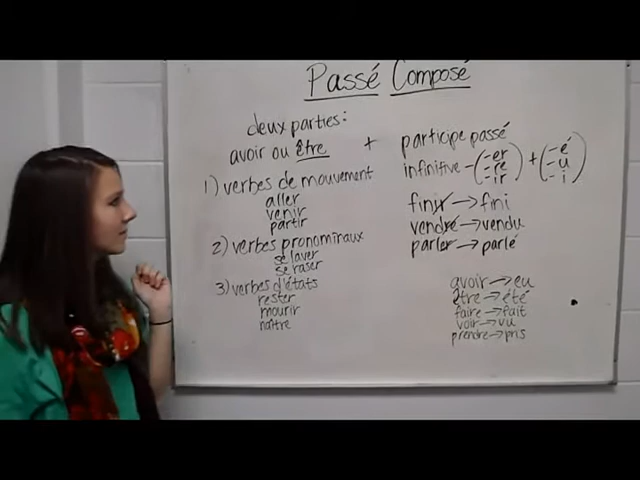 Passé Composé
deux parties:
avoir ou être + participe passé
infinitive - (-er -re -ir) + (-é -u -i)
1) verbes de mouvement
aller
venir
partir
2) verbes pronominaux
se laver
se raser
3) verbes d'états
rester
mourir
naître
finir → fini
vendre → vendu
parler → parlé
avoir → eu
être → été
faire → fait
voir → vu
prendre → pris